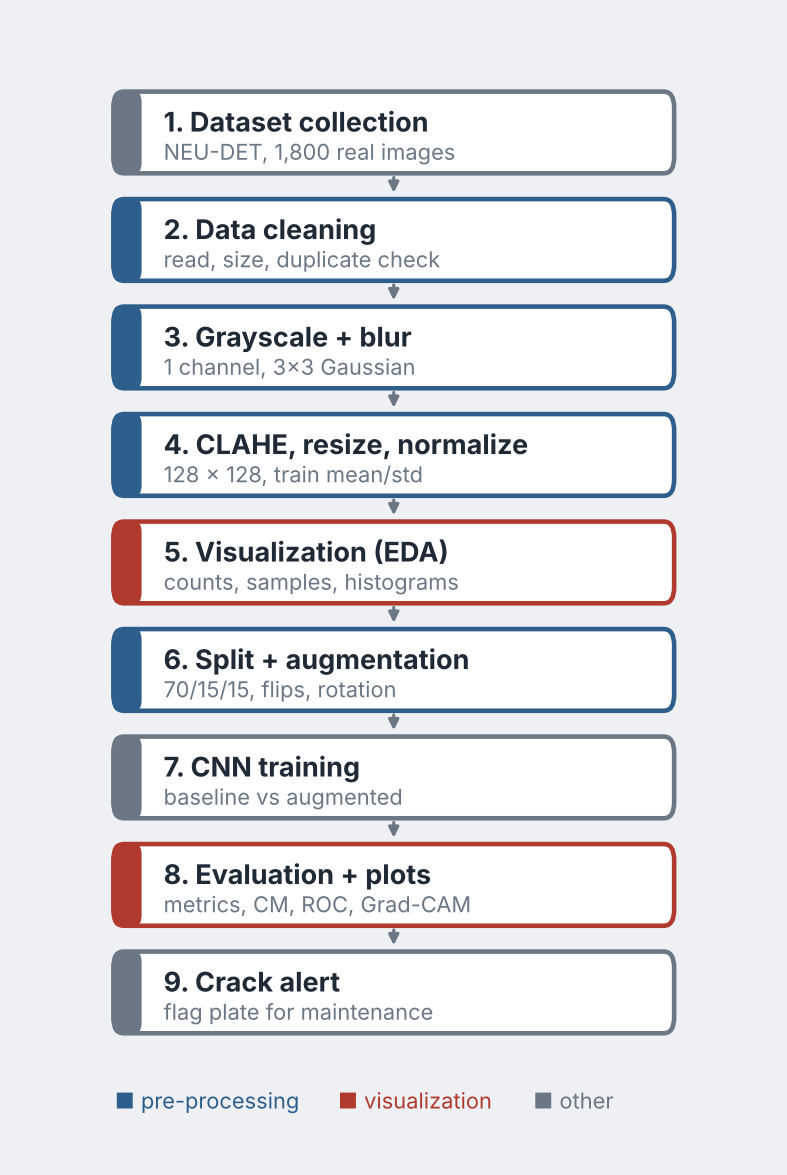 1. Dataset collection
NEU-DET, 1,800 real images
2. Data cleaning
read, size, duplicate check
3. Grayscale + blur
1 channel, 3×3 Gaussian
4. CLAHE, resize, normalize
128 × 128, train mean/std
5. Visualization (EDA)
counts, samples, histograms
6. Split + augmentation
70/15/15, flips, rotation
7. CNN training
baseline vs augmented
8. Evaluation + plots
metrics, CM, ROC, Grad-CAM
9. Crack alert
flag plate for maintenance
pre-processing visualization other